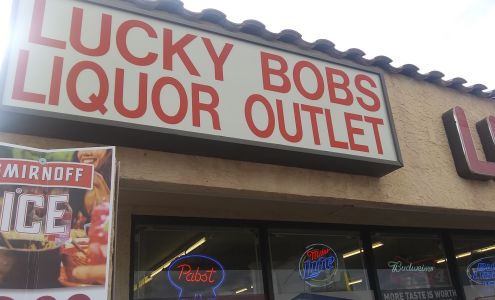 LUCKY BOBS
LIQUOR OUTLET
SMIRNOFF
ICE
Pabst
Miller
Lite
Budweiser
MORE TASTE IS WORTH